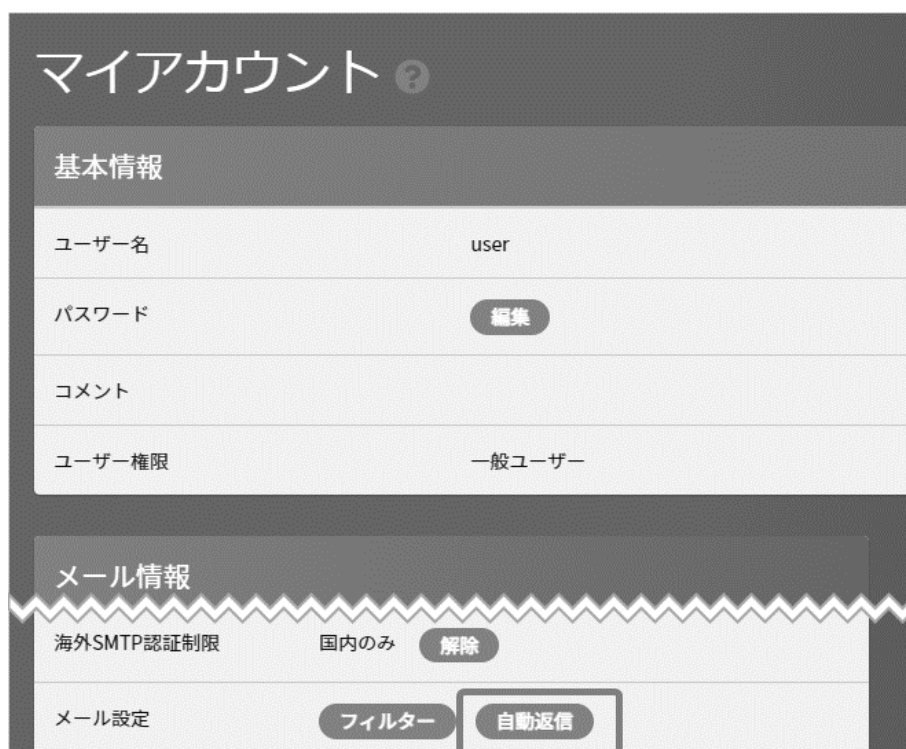 マイアカウント ?
基本情報
ユーザー名 user
パスワード 編集
コメント
ユーザー権限 一般ユーザー
メール情報
海外SMTP認証制限 国内のみ 解除
メール設定 フィルター 自動返信